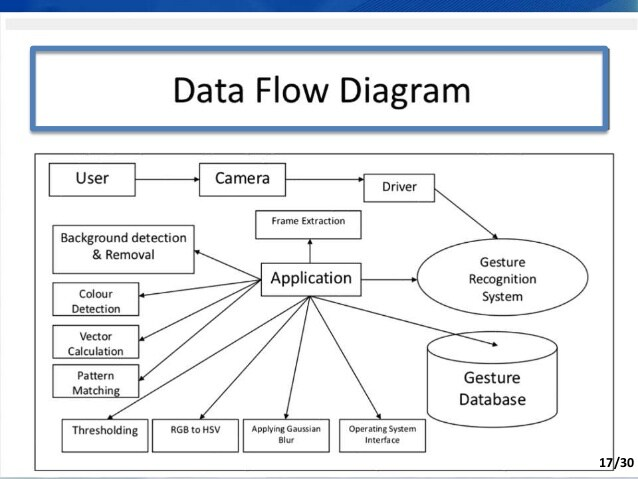 Data Flow Diagram
User
Camera
Driver
Frame Extraction
Background detection
& Removal
Application
Gesture
Recognition
System
Colour
Detection
Vector
Calculation
Pattern
Matching
Gesture
Database
Thresholding
RGB to HSV
Applying Gaussian
Blur
Operating System
Interface
17/30